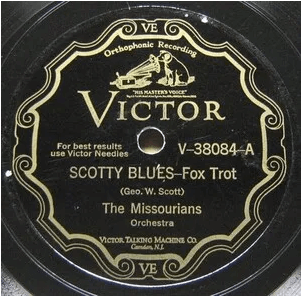 VE
Orthophonic Recording
"HIS MASTER'S VOICE"
VICTOR
For best results
use Victor Needles
V-38084-A
SCOTTY BLUES-Fox Trot
(Geo. W. Scott)
The Missourians
Orchestra
VICTOR TALKING MACHINE CO.
Camden, N.J.
VE